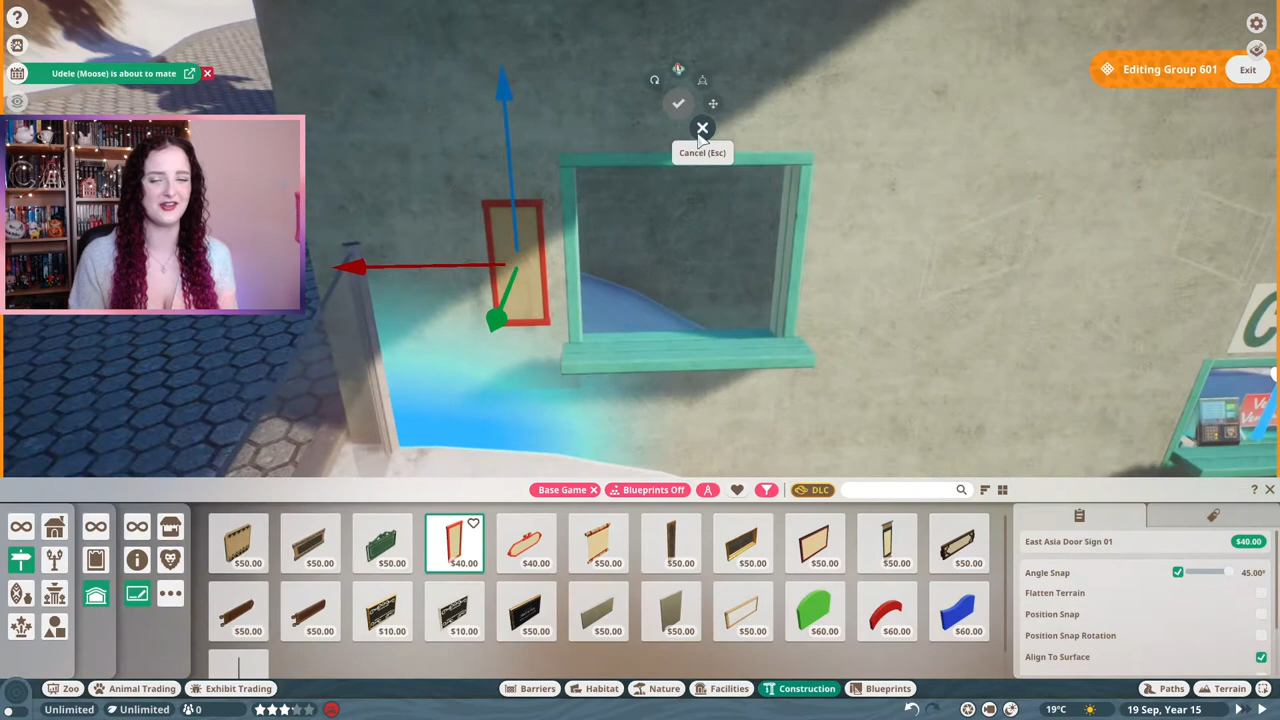 ?
Editing Group 601
Exit
Udele (Moose) is about to mate
Cancel (Esc)
C
Base Game
Blueprints Off
DLC
?
$50.00
$50.00
$50.00
$40.00
$40.00
$50.00
$50.00
$50.00
$50.00
$50.00
$50.00
$50.00
$50.00
$10.00
$10.00
$50.00
$50.00
$50.00
$50.00
$60.00
$60.00
$60.00
East Asia Door Sign 01
$40.00
Angle Snap
45.00°
Flatten Terrain
Position Snap
Position Snap Rotation
Align To Surface
Zoo
Animal Trading
Exhibit Trading
Barriers
Habitat
Nature
Facilities
Construction
Blueprints
Paths
Terrain
Unlimited
Unlimited
0
19°C
19 Sep, Year 15